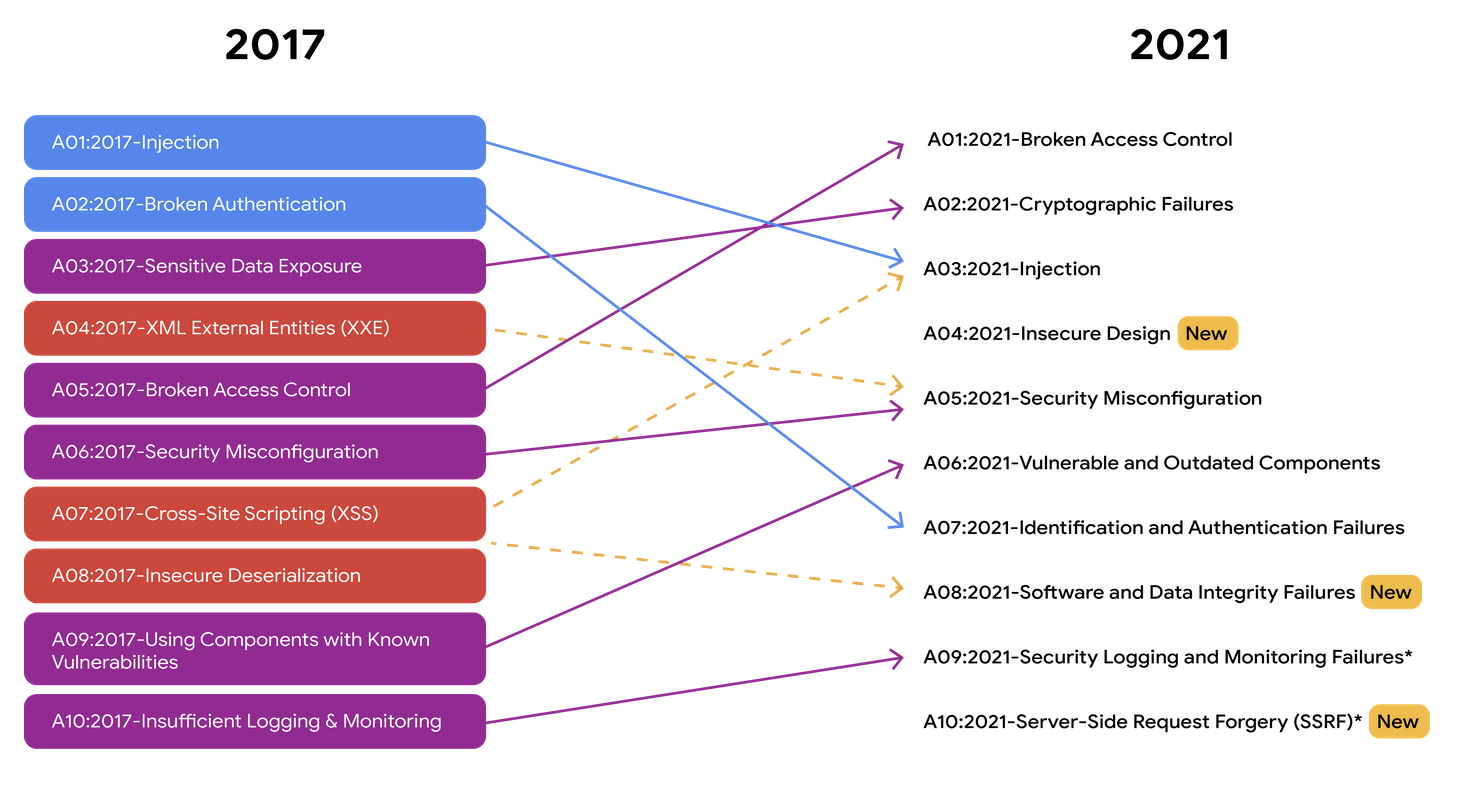 2017
2021
A01:2017-Injection
A02:2017-Broken Authentication
A03:2017-Sensitive Data Exposure
A04:2017-XML External Entities (XXE)
A05:2017-Broken Access Control
A06:2017-Security Misconfiguration
A07:2017-Cross-Site Scripting (XSS)
A08:2017-Insecure Deserialization
A09:2017-Using Components with Known
Vulnerabilities
A10:2017-Insufficient Logging & Monitoring
A01:2021-Broken Access Control
A02:2021-Cryptographic Failures
A03:2021-Injection
A04:2021-Insecure Design New
A05:2021-Security Misconfiguration
A06:2021-Vulnerable and Outdated Components
A07:2021-Identification and Authentication Failures
A08:2021-Software and Data Integrity Failures New
A09:2021-Security Logging and Monitoring Failures*
A10:2021-Server-Side Request Forgery (SSRF)* New